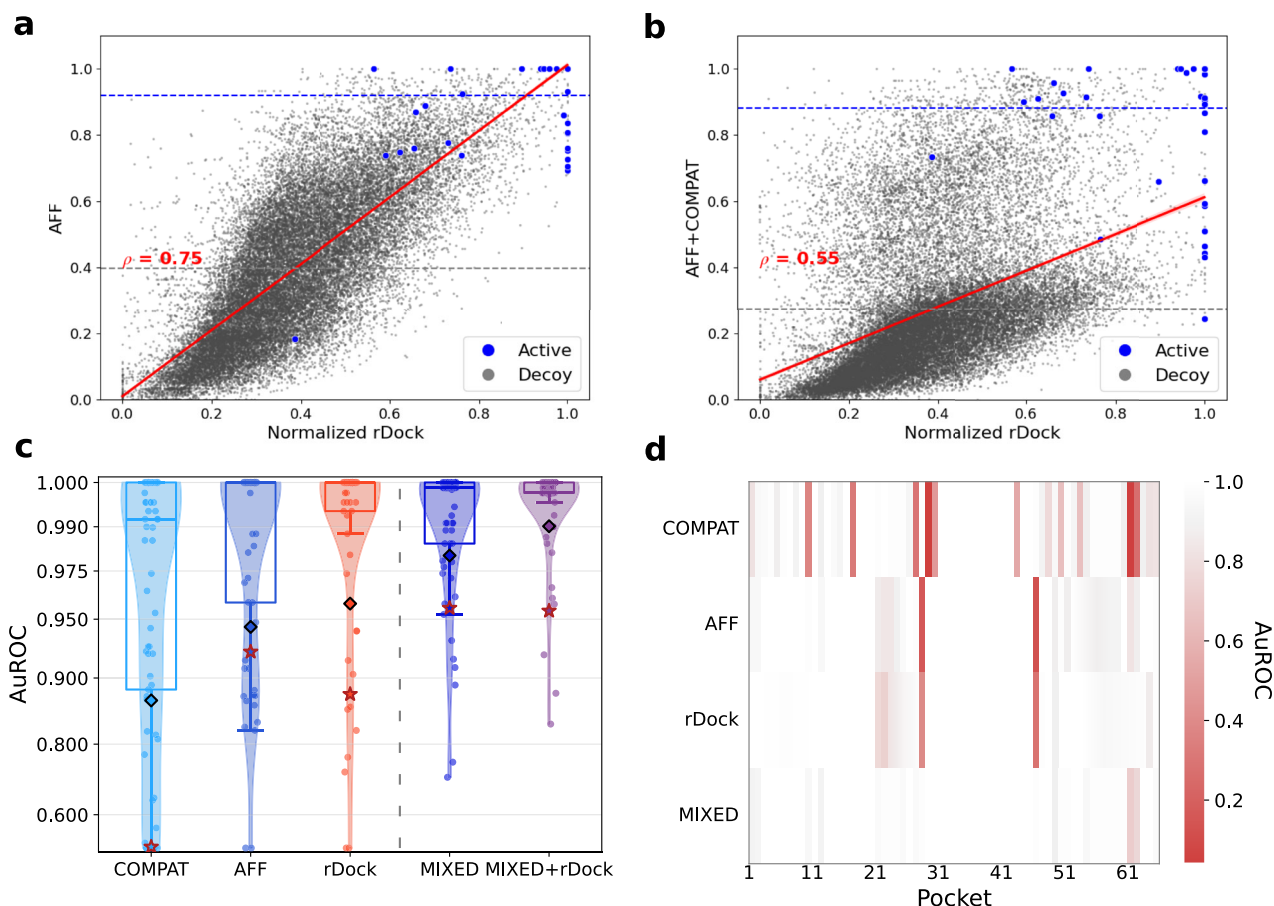 a
1.0
0.8
0.6
0.4
0.2
0.0
AFF
ρ = 0.75
Active
Decoy
0.0 0.2 0.4 0.6 0.8 1.0
Normalized rDock
b
1.0
0.8
0.6
0.4
0.2
0.0
AFF+COMPAT
ρ = 0.55
Active
Decoy
0.0 0.2 0.4 0.6 0.8 1.0
Normalized rDock
c
1.000
0.990
0.975
0.950
0.900
0.800
0.600
AuROC
COMPAT AFF rDock MIXED MIXED+rDock
d
COMPAT
AFF
rDock
MIXED
1 11 21 31 41 51 61
Pocket
1.0
0.8
0.6
0.4
0.2
AuROC